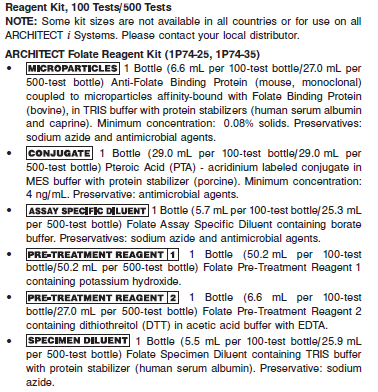 Reagent Kit, 100 Tests/500 Tests
NOTE: Some kit sizes are not available in all countries or for use on all
ARCHITECT i Systems. Please contact your local distributor.
ARCHITECT Folate Reagent Kit (1P74-25, 1P74-35)
• MICROPARTICLES 1 Bottle (6.6 mL per 100-test bottle/27.0 mL per
500-test bottle) Anti-Folate Binding Protein (mouse, monoclonal)
coupled to microparticles affinity-bound with Folate Binding Protein
(bovine), in TRIS buffer with protein stabilizers (human serum albumin
and caprine). Minimum concentration: 0.08% solids. Preservatives:
sodium azide and antimicrobial agents.
• CONJUGATE 1 Bottle (29.0 mL per 100-test bottle/29.0 mL per
500-test bottle) Pteroic Acid (PTA) - acridinium labeled conjugate in
MES buffer with protein stabilizer (porcine). Minimum concentration:
4 ng/mL. Preservative: antimicrobial agents.
• ASSAY SPECIFIC DILUENT 1 Bottle (5.7 mL per 100-test bottle/25.3 mL
per 500-test bottle) Folate Assay Specific Diluent containing borate
buffer. Preservatives: sodium azide and antimicrobial agents.
• PRE-TREATMENT REAGENT 1 1 Bottle (50.2 mL per 100-test
bottle/50.2 mL per 500-test bottle) Folate Pre-Treatment Reagent 1
containing potassium hydroxide.
• PRE-TREATMENT REAGENT 2 1 Bottle (6.6 mL per 100-test
bottle/27.0 mL per 500-test bottle) Folate Pre-Treatment Reagent 2
containing dithiothreitol (DTT) in acetic acid buffer with EDTA.
• SPECIMEN DILUENT 1 Bottle (5.5 mL per 100-test bottle/25.9 mL
per 500-test bottle) Folate Specimen Diluent containing TRIS buffer
with protein stabilizer (human serum albumin). Preservative: sodium
azide.